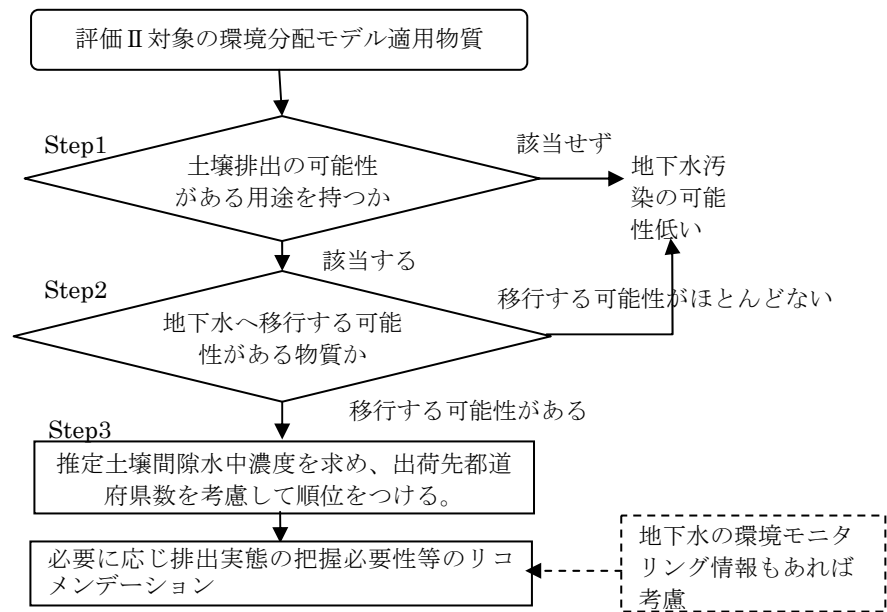 評価Ⅱ対象の環境分配モデル適用物質
Step1
該当せず
土壌排出の可能性
がある用途を持つか
地下水汚
染の可能
性低い
該当する
Step2
移行する可能性がほとんどない
地下水へ移行する可能
性がある物質か
移行する可能性がある
Step3
推定土壌間隙水中濃度を求め、出荷先都道
府県数を考慮して順位をつける。
必要に応じ排出実態の把握必要性等のリコ
メンデーション
地下水の環境モニタ
リング情報もあれば
考慮